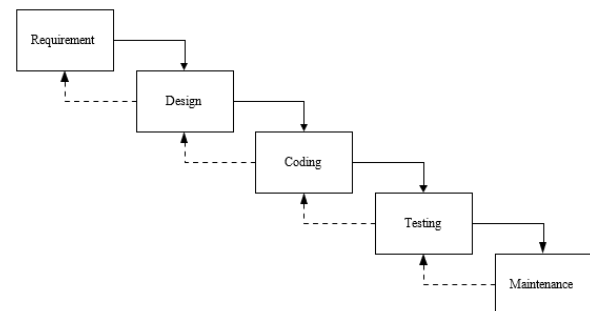 Requirement
Design
Coding
Testing
Maintenance